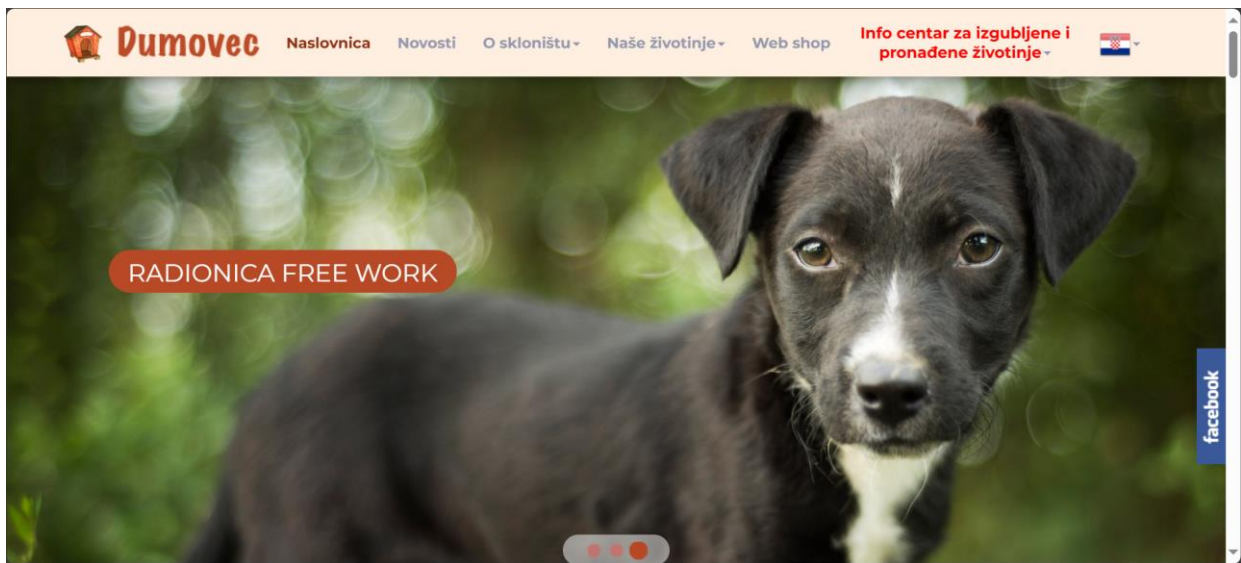 Dumovec
Naslovnica
Novosti
O skloništu
Naše životinje
Web shop
Info centar za izgubljene i
pronađene životinje
RADIONICA FREE WORK
facebook